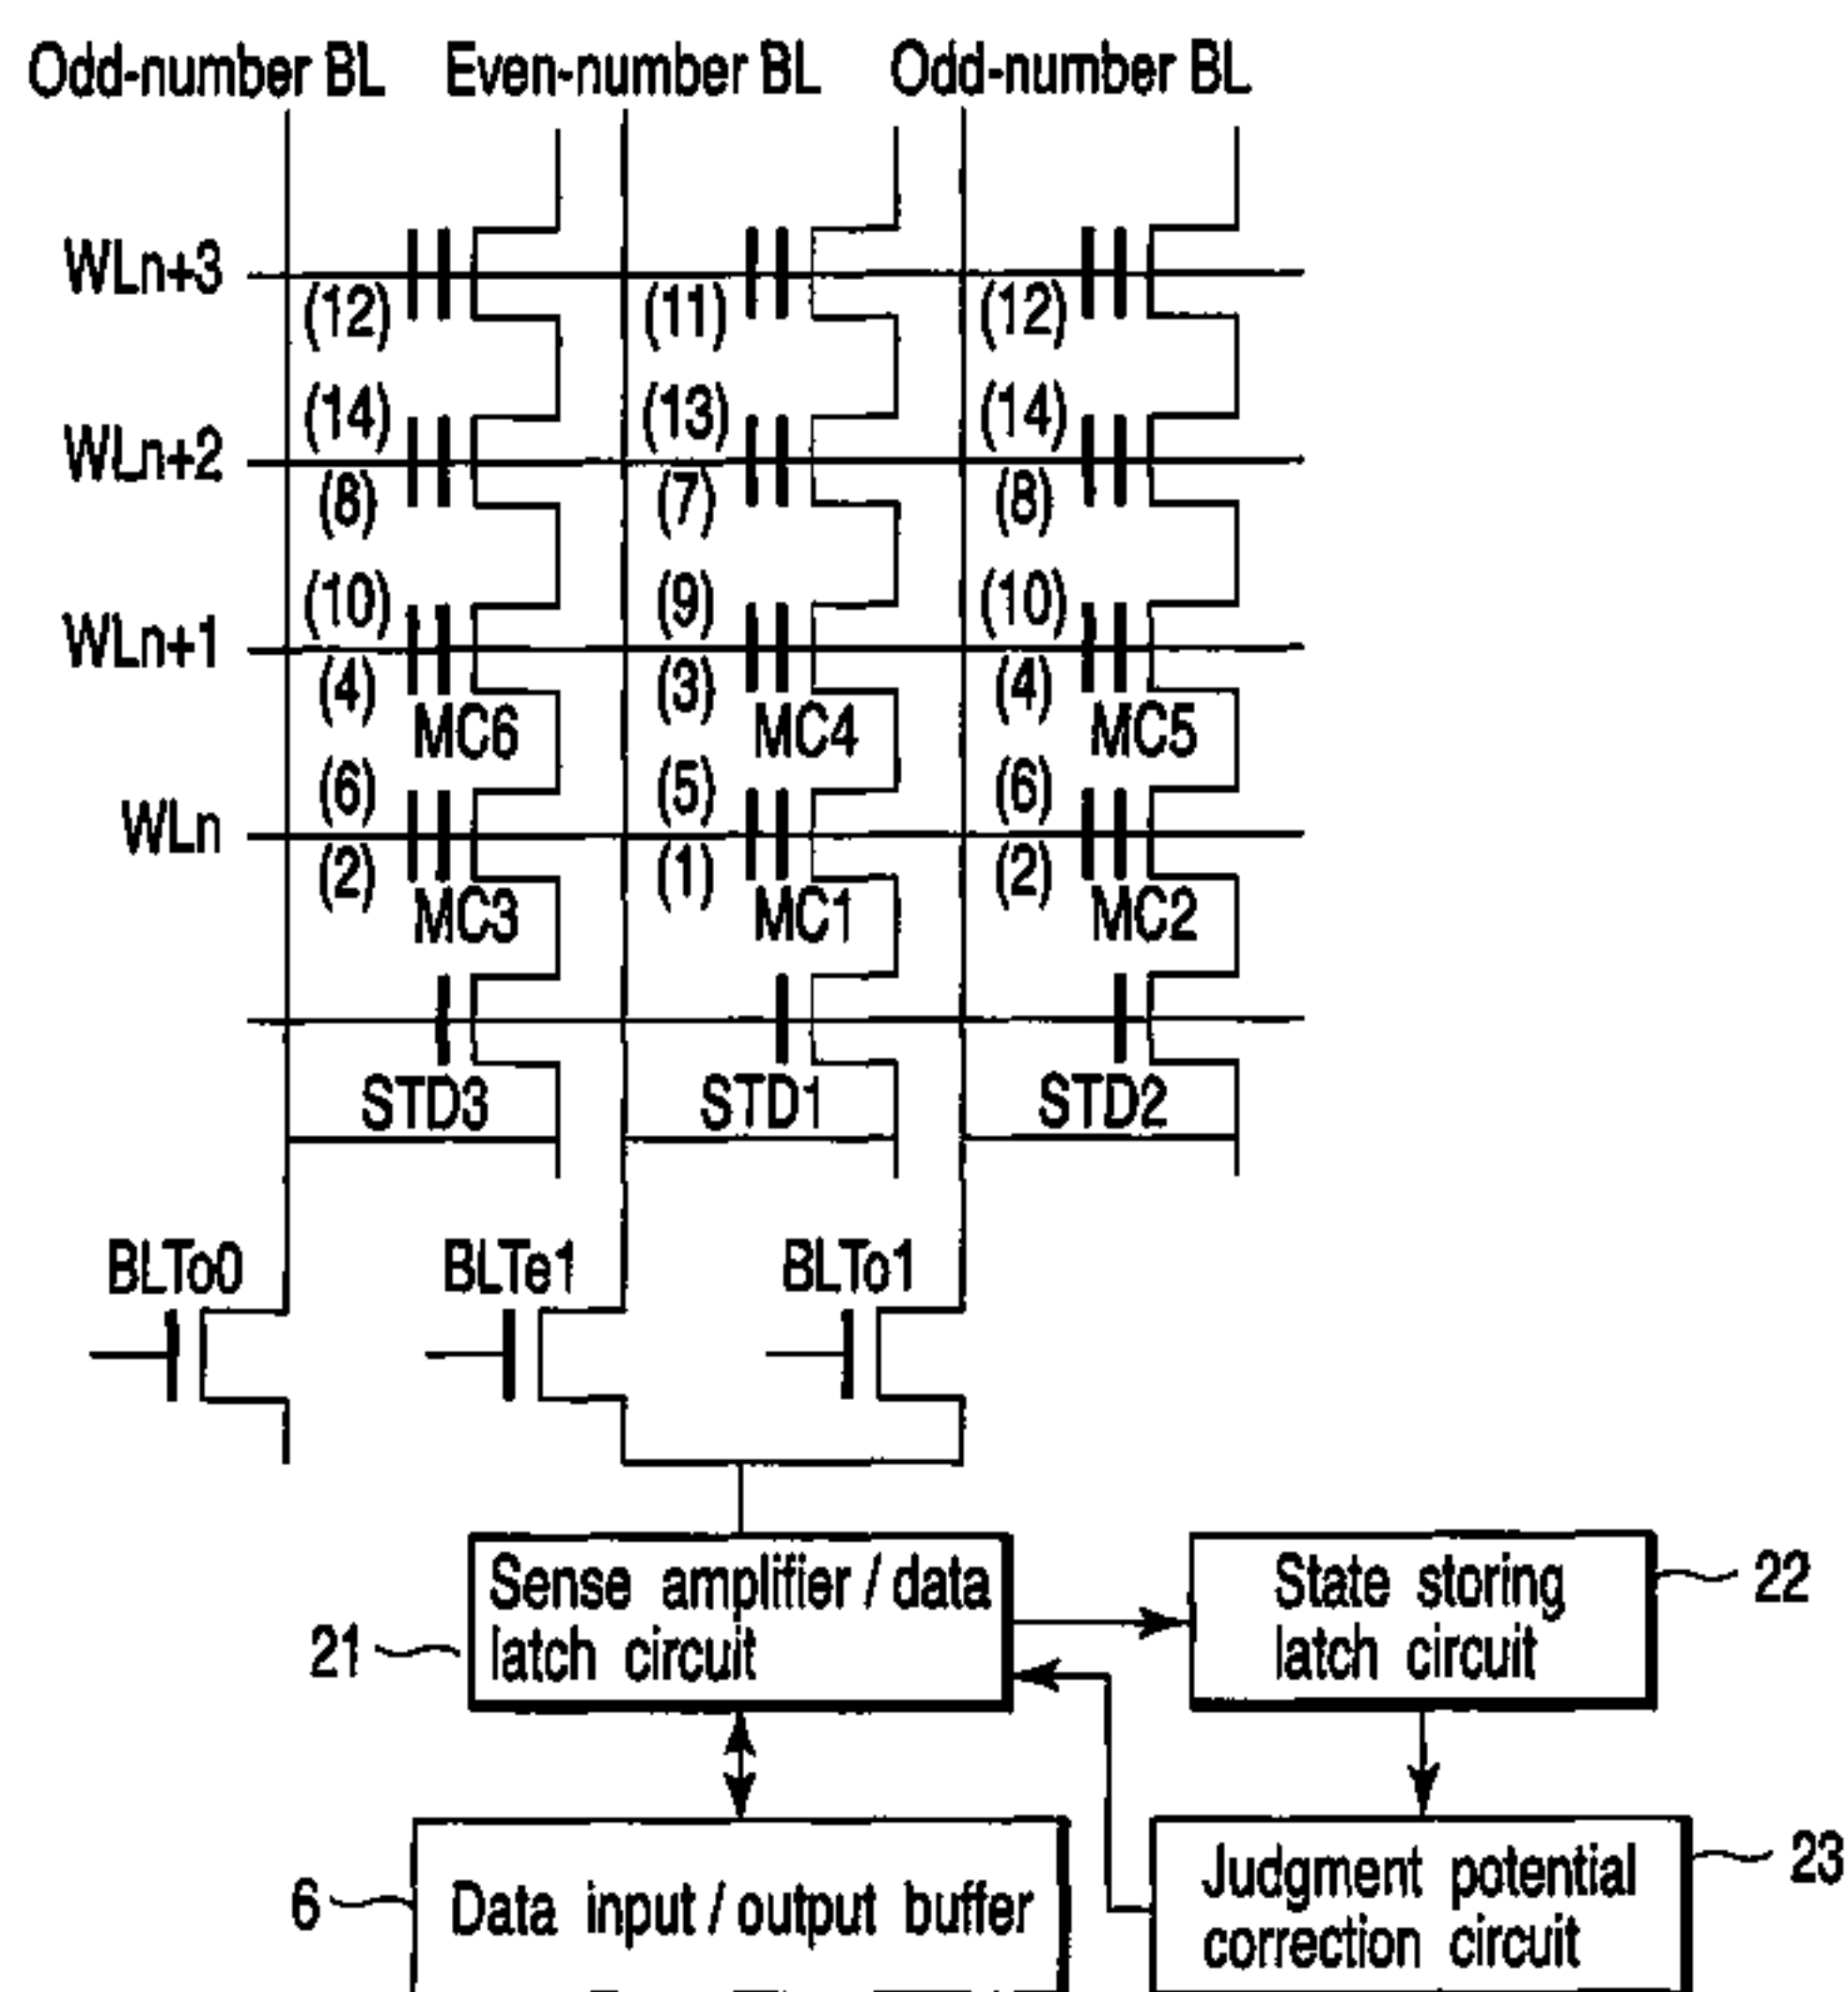 Odd-number BL Even-number BL Odd-number BL
WLn+3
(12) (11) (12)
(14) (13) (14)
WLn+2
(8) (7) (8)
(10) (9) (10)
WLn+1
(4) (3) (4)
MC6 MC4 MC5
(6) (5) (6)
WLn
(2) (1) (2)
MC3 MC1 MC2
STD3 STD1 STD2
BLTo0 BLTe1 BLTo1
Sense amplifier / data
latch circuit
21
State storing
latch circuit
22
Data input / output buffer
6
Judgment potential
correction circuit
23